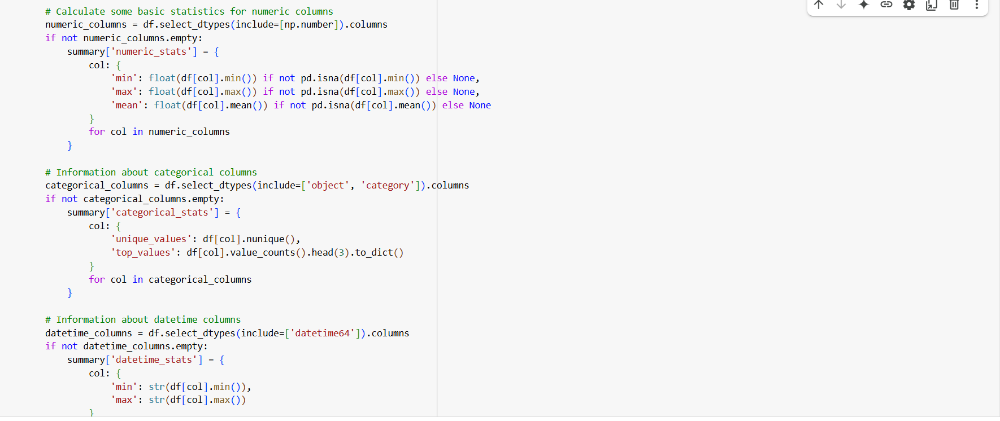 # Calculate some basic statistics for numeric columns
numeric_columns = df.select_dtypes(include=[np.number]).columns
if not numeric_columns.empty:
    summary['numeric_stats'] = {
        col: {
            'min': float(df[col].min()) if not pd.isna(df[col].min()) else None,
            'max': float(df[col].max()) if not pd.isna(df[col].max()) else None,
            'mean': float(df[col].mean()) if not pd.isna(df[col].mean()) else None
        }
        for col in numeric_columns
    }
# Information about categorical columns
categorical_columns = df.select_dtypes(include=['object', 'category']).columns
if not categorical_columns.empty:
    summary['categorical_stats'] = {
        col: {
            'unique_values': df[col].nunique(),
            'top_values': df[col].value_counts().head(3).to_dict()
        }
        for col in categorical_columns
    }
# Information about datetime columns
datetime_columns = df.select_dtypes(include=['datetime64']).columns
if not datetime_columns.empty:
    summary['datetime_stats'] = {
        col: {
            'min': str(df[col].min()),
            'max': str(df[col].max())
        }